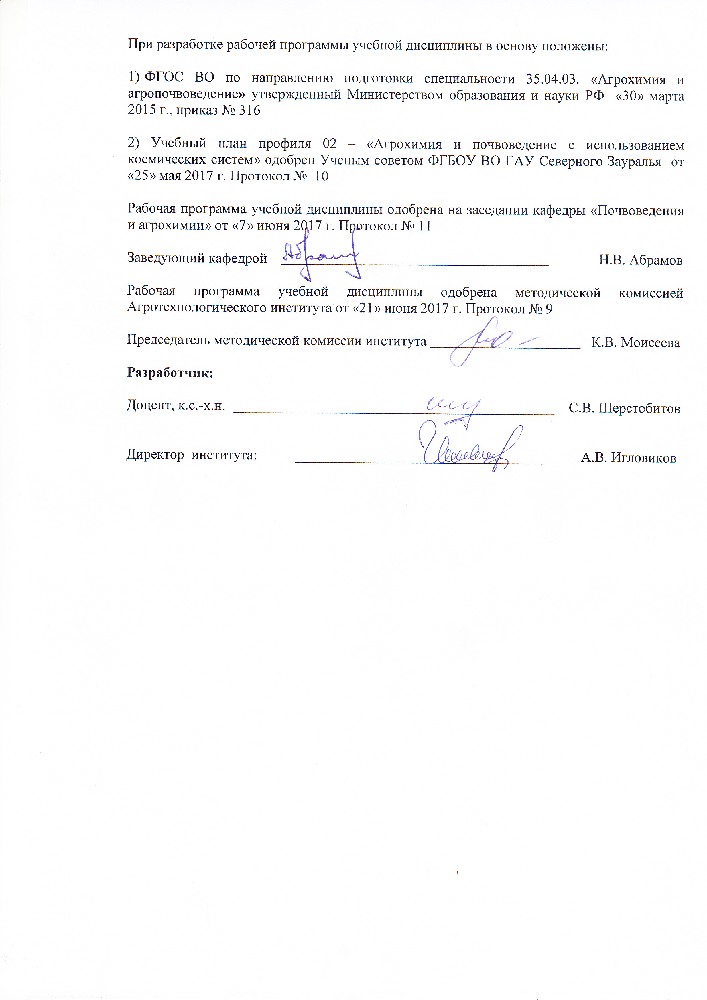 При разработке рабочей программы учебной дисциплины в основу положены:
1) ФГОС ВО по направлению подготовки специальности 35.04.03. «Агрохимия и
агропочвоведение» утвержденный Министерством образования и науки РФ «30» марта
2015 г., приказ № 316
2) Учебный план профиля 02 – «Агрохимия и почвоведение с использованием
космических систем» одобрен Ученым советом ФГБОУ ВО ГАУ Северного Зауралья от
«25» мая 2017 г. Протокол № 10
Рабочая программа учебной дисциплины одобрена на заседании кафедры «Почвоведения
и агрохимии» от «7» июня 2017 г. Протокол № 11
Заведующий кафедрой Н.В. Абрамов
Рабочая программа учебной дисциплины одобрена методической комиссией
Агротехнологического института от «21» июня 2017 г. Протокол № 9
Председатель методической комиссии института К.В. Моисеева
Разработчик:
Доцент, к.с.-х.н. С.В. Шерстобитов
Директор института: А.В. Игловиков